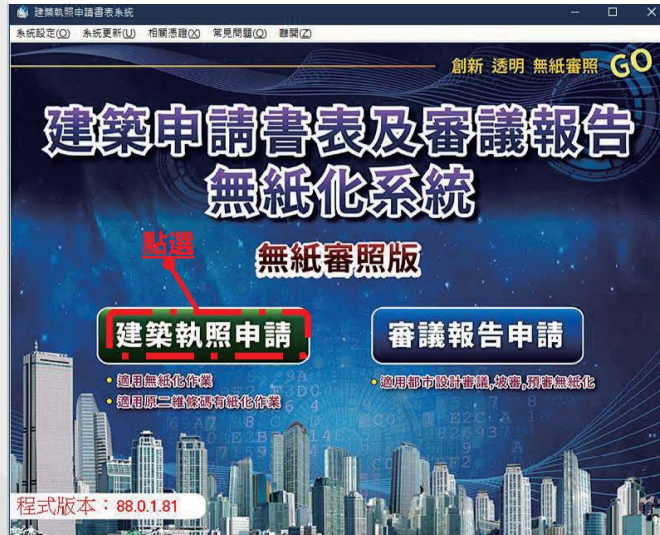 建築執照申請書表系統
系統設定(O) 系統更新(U) 相關憑證(X) 常見問題(Q) 離開(Z)
創新 透明 無紙審照 GO
建築申請書表及審議報告
無紙化系統
點選
無紙審照版
建築執照申請 審議報告申請
• 適用無紙化作業 • 適用都市設計審議,坡審,預審無紙化
• 適用原二維條碼有紙化作業
程式版本：88.0.1.81